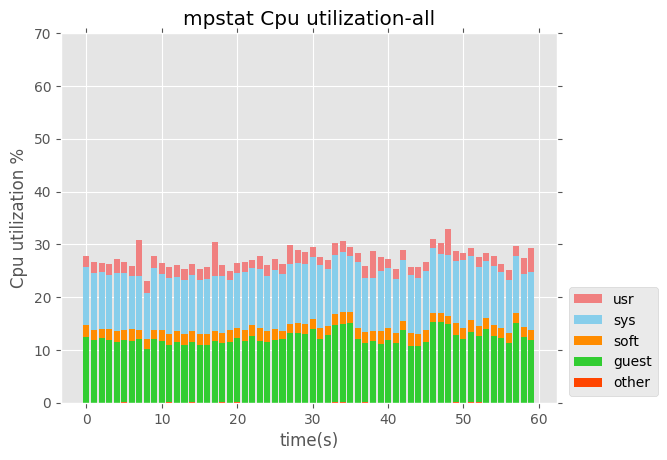 mpstat Cpu utilization-all
70
60
50
40
30
20
10
0
Cpu utilization %
0 10 20 30 40 50 60
time(s)
usr
sys
soft
guest
other